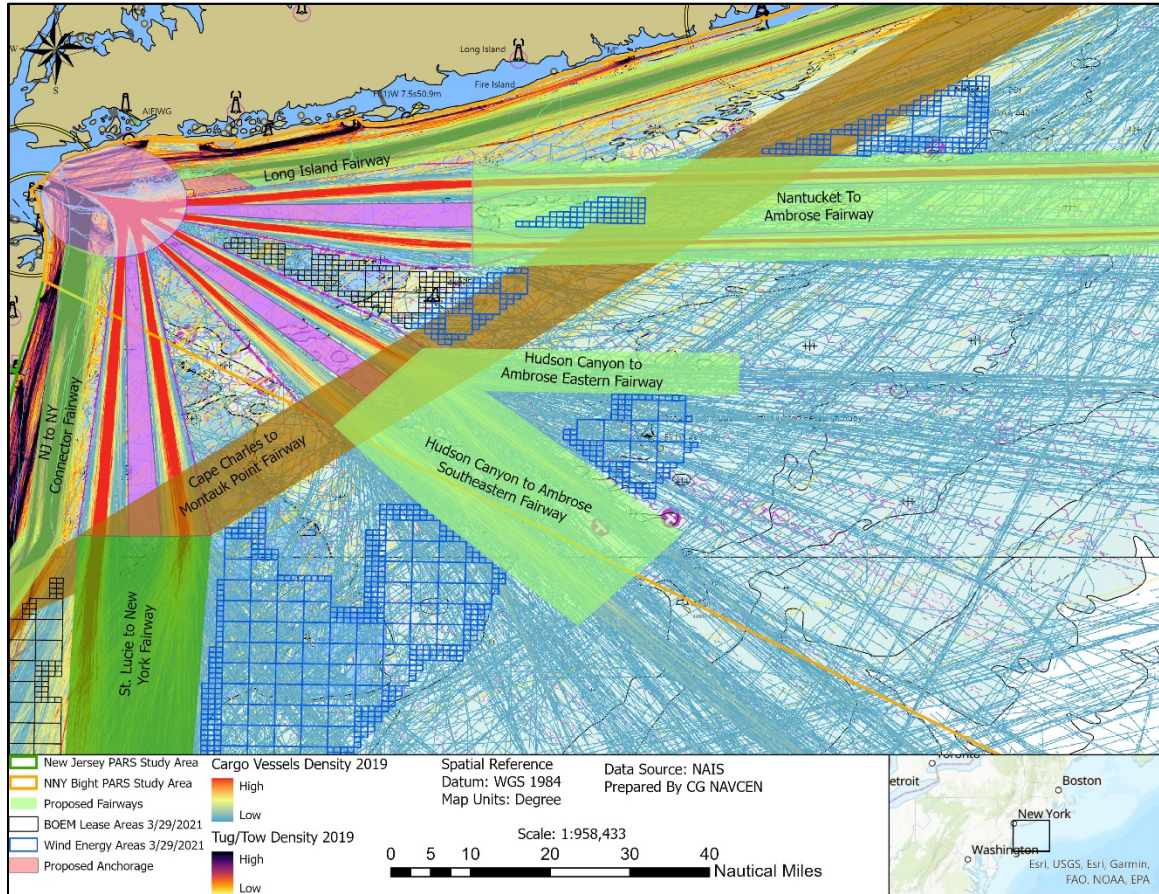 Long Island
Fire Island
AIFIWG
Long Island Fairway
Nantucket To
Ambrose Fairway
Hudson Canyon to
Ambrose Eastern Fairway
NJ to NY
Connector Fairway
Cape Charles to
Montauk Point Fairway
Hudson Canyon to Ambrose
Southeastern Fairway
St. Lucie to New
York Fairway
New Jersey PARS Study Area
NNY Bight PARS Study Area
Proposed Fairways
BOEM Lease Areas 3/29/2021
Wind Energy Areas 3/29/2021
Proposed Anchorage
Cargo Vessels Density 2019
High
Low
Tug/Tow Density 2019
High
Low
Spatial Reference
Datum: WGS 1984
Map Units: Degree
Data Source: NAIS
Prepared By CG NAVCEN
Scale: 1:958,433
0 5 10 20 30 40
Nautical Miles
Toronto
etroit
Boston
New York
Washington
Esri, USGS, Esri, Garmin,
FAO, NOAA, EPA